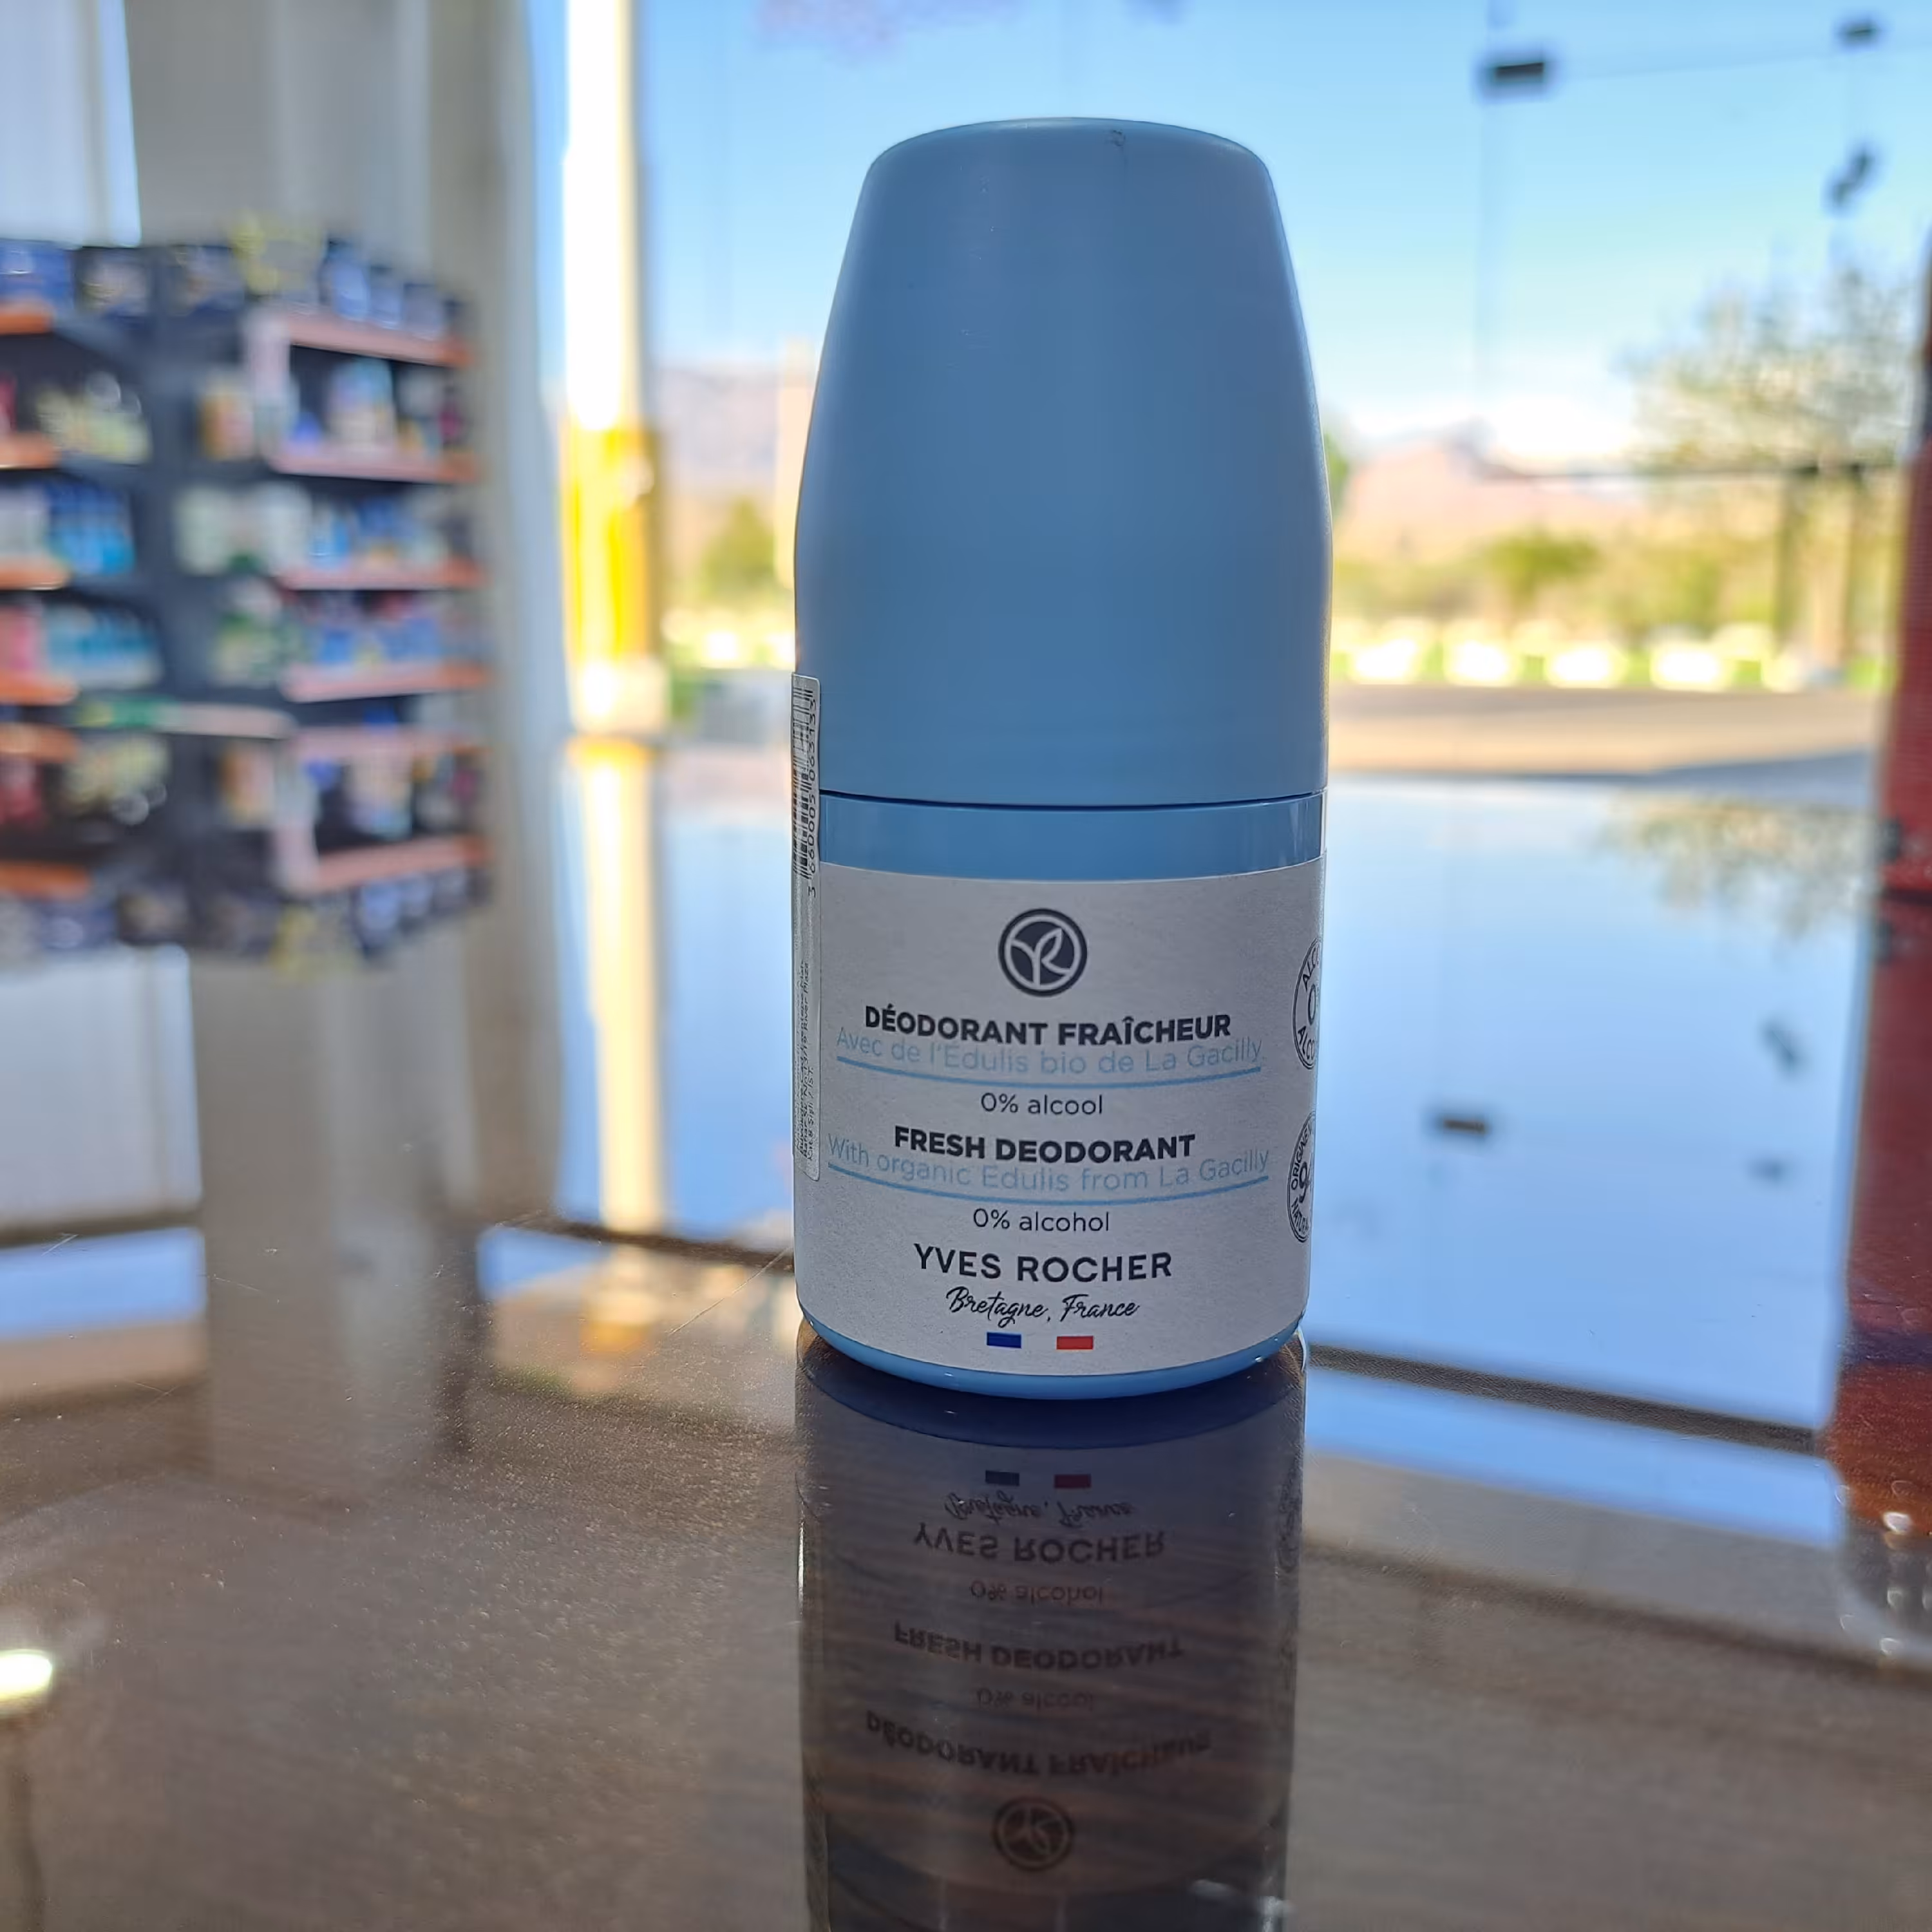 DÉODORANT FRAÎCHEUR
Avec de l'Edulis bio de La Gacilly
0% alcool
FRESH DEODORANT
With organic Edulis from La Gacilly
0% alcohol
YVES ROCHER
Bretagne, France